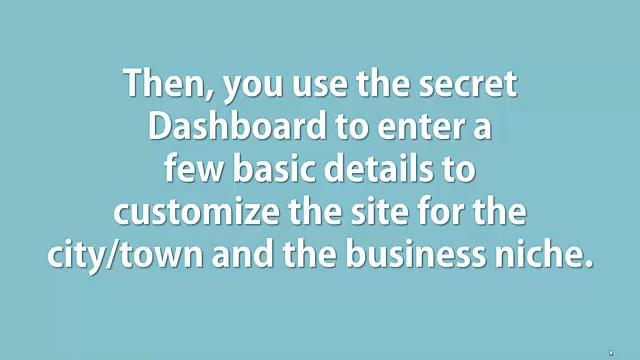 Then, you use the secret
Dashboard to enter a
few basic details to
customize the site for the
city/town and the business niche.